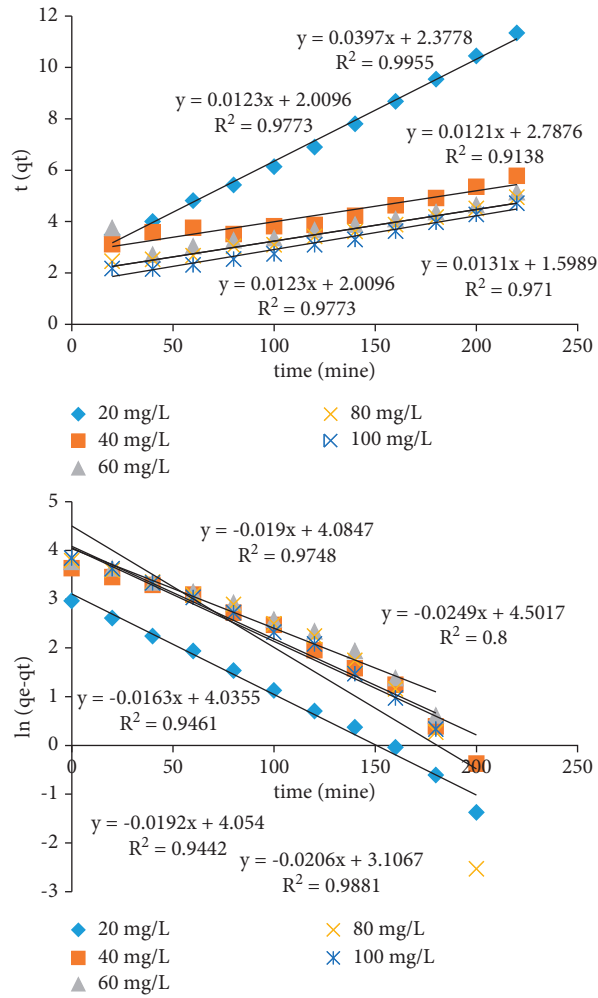 12
10
8
6
4
2
0
t (qt)
y = 0.0397x + 2.3778
R2 = 0.9955
y = 0.0123x + 2.0096
R2 = 0.9773
y = 0.0121x + 2.7876
R2 = 0.9138
y = 0.0123x + 2.0096
R2 = 0.9773
y = 0.0131x + 1.5989
R2 = 0.971
0 50 100 150 200 250
time (mine)
20 mg/L
40 mg/L
60 mg/L
80 mg/L
100 mg/L
5
4
3
2
1
0
-1
-2
-3
ln (qe-qt)
y = -0.019x + 4.0847
R2 = 0.9748
y = -0.0249x + 4.5017
R2 = 0.8
y = -0.0163x + 4.0355
R2 = 0.9461
0 50 100 150 200 250
time (mine)
y = -0.0192x + 4.054
R2 = 0.9442
y = -0.0206x + 3.1067
R2 = 0.9881
20 mg/L
40 mg/L
60 mg/L
80 mg/L
100 mg/L